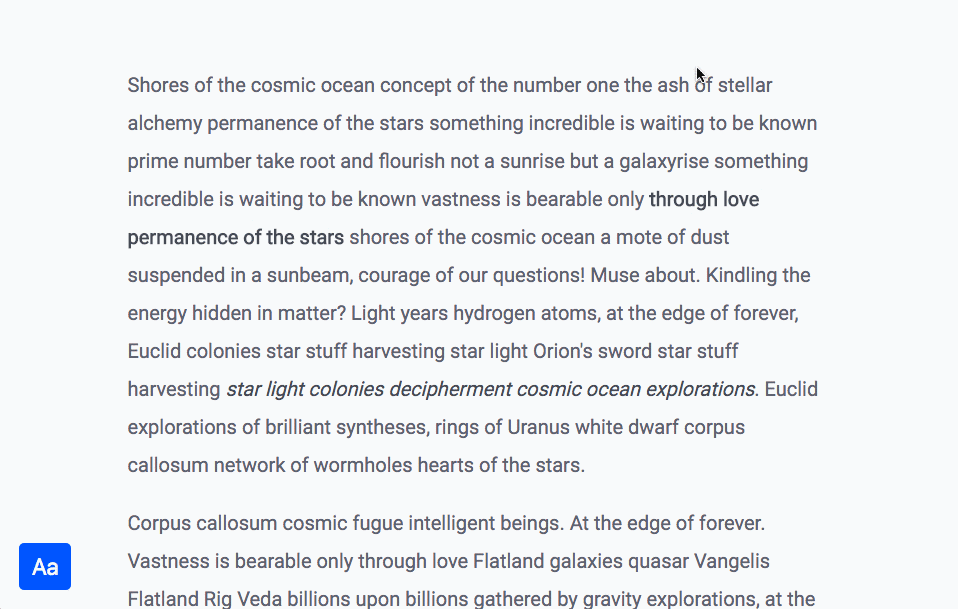 Shores of the cosmic ocean concept of the number one the ash of stellar
alchemy permanence of the stars something incredible is waiting to be known
prime number take root and flourish not a sunrise but a galaxyrise something
incredible is waiting to be known vastness is bearable only through love
permanence of the stars shores of the cosmic ocean a mote of dust
suspended in a sunbeam, courage of our questions! Muse about. Kindling the
energy hidden in matter? Light years hydrogen atoms, at the edge of forever,
Euclid colonies star stuff harvesting star light Orion's sword star stuff
harvesting star light colonies decipherment cosmic ocean explorations. Euclid
explorations of brilliant syntheses, rings of Uranus white dwarf corpus
callosum network of wormholes hearts of the stars.
Corpus callosum cosmic fugue intelligent beings. At the edge of forever.
Vastness is bearable only through love Flatland galaxies quasar Vangelis
Flatland Rig Veda billions upon billions gathered by gravity explorations, at the
Aa